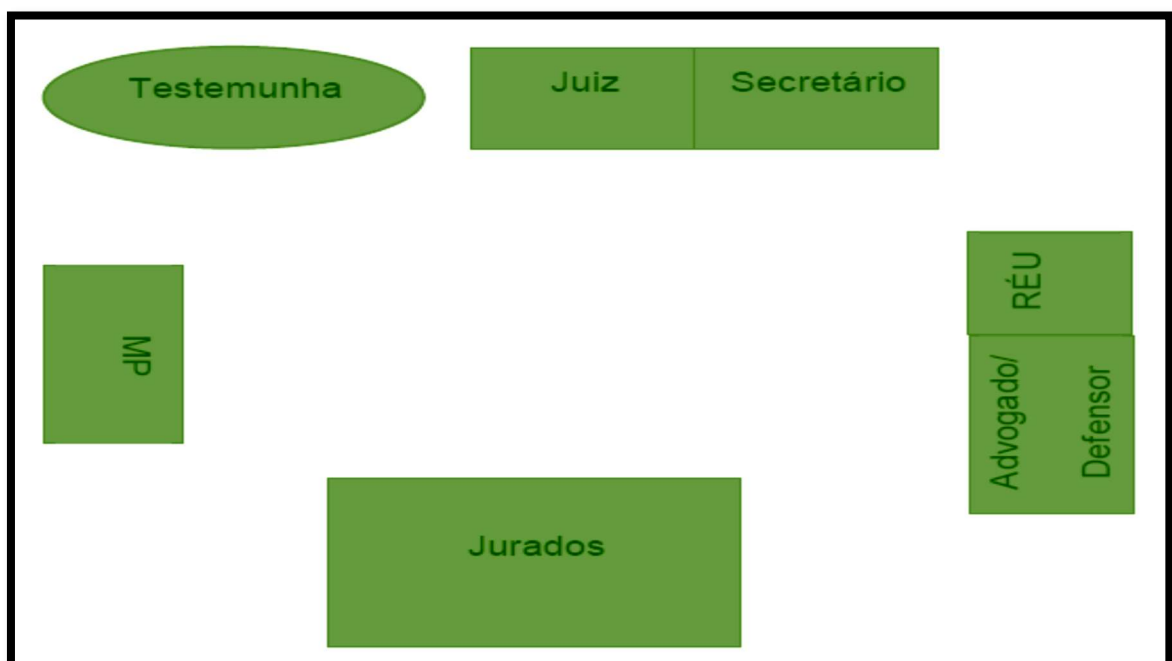 Testemunha
Juiz
Secretário
MP
RÉU
Advogado/
Defensor
Jurados